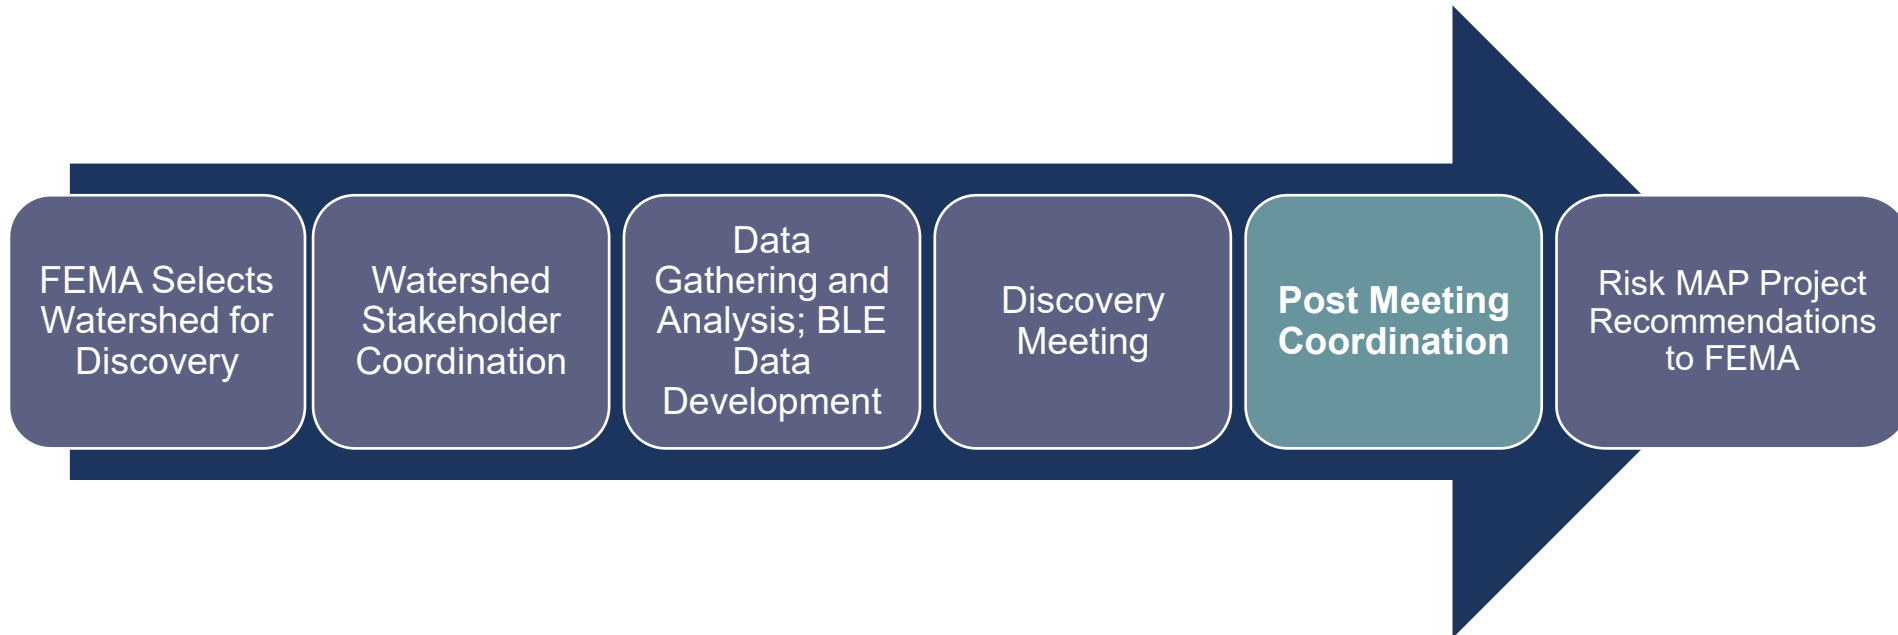 FEMA Selects
Watershed for
Discovery
Watershed
Stakeholder
Coordination
Data
Gathering and
Analysis; BLE
Data
Development
Discovery
Meeting
Post Meeting
Coordination
Risk MAP Project
Recommendations
to FEMA